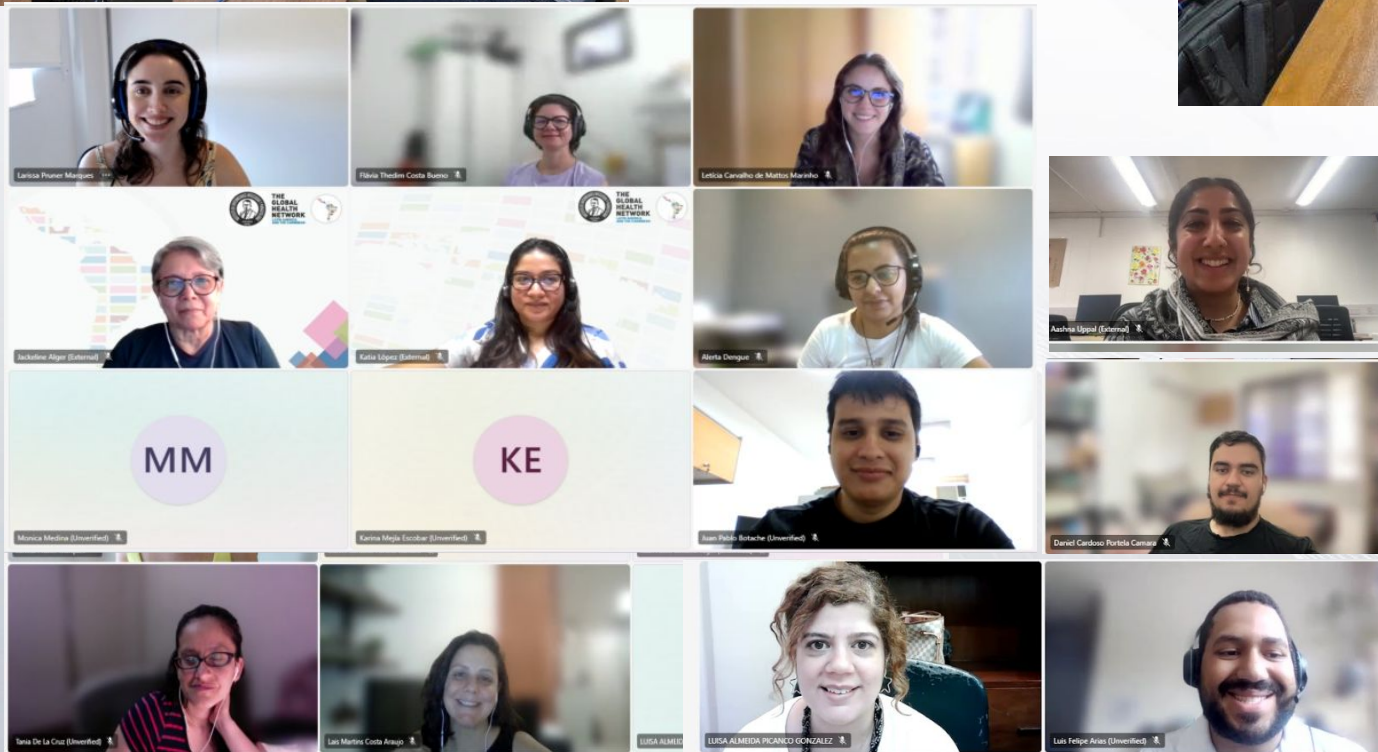 Larissa Pruner Marques
Flávia Thedim Costa Bueno
Letícia Carvalho de Mattos Marinho
THE
GLOBAL
HEALTH
NETWORK
THE
GLOBAL
HEALTH
NETWORK
Jackeline Alger (External)
Katia López (External)
Alerta Dengue
Aashna Uppal (External)
MM
KE
Monica Medina (Unverified)
Karina Mejía Escobar (Unverified)
Juan Pablo Botache (Unverified)
Daniel Cardoso Portela Camara
Tania De La Cruz (Unverified)
Lais Martins Costa Araujo
LUISA ALMEID
LUISA ALMEIDA PICANCO GONZALEZ
Luis Felipe Arias (Unverified)